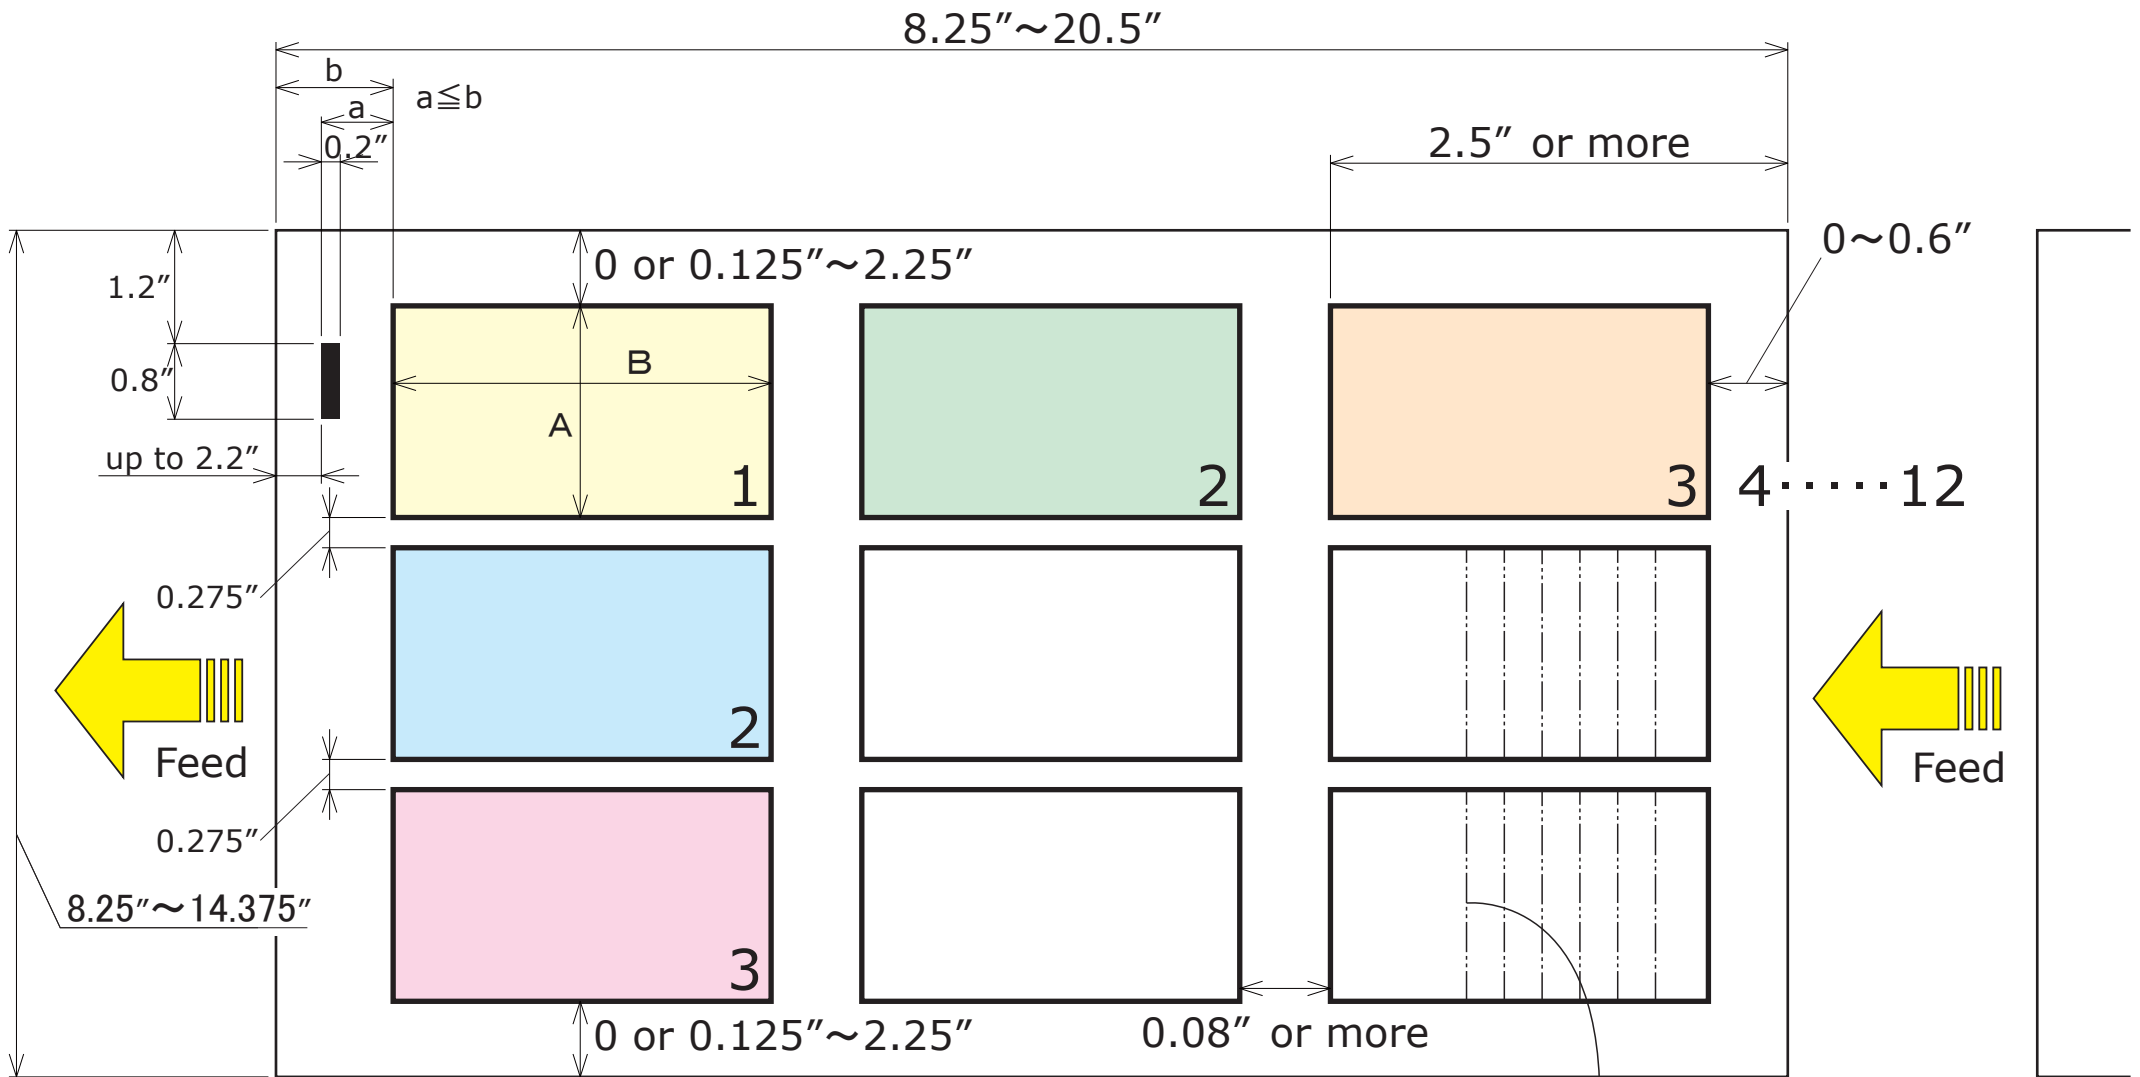 8.25″～20.5″
b
a≦b
a
0.2″
2.5″ or more
0～0.6″
0 or 0.125″～2.25″
1.2″
0.8″
B
A
up to 2.2″
1
2
3
4·····12
0.275″
2
Feed
Feed
0.275″
8.25″～14.375″
3
0 or 0.125″～2.25″
0.08″ or more